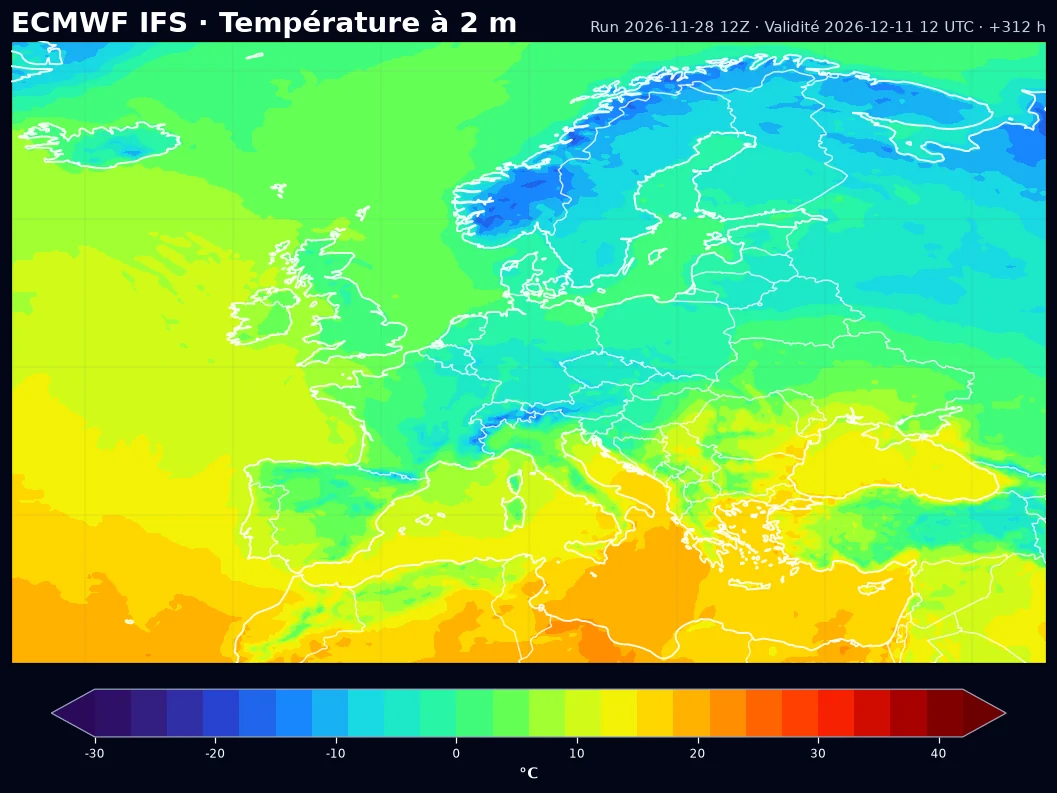 ECMWF IFS · Température à 2 m
Run 2026-11-28 12Z · Validité 2026-12-11 12 UTC · +312 h
-30 -20 -10 0 10 20 30 40
°C